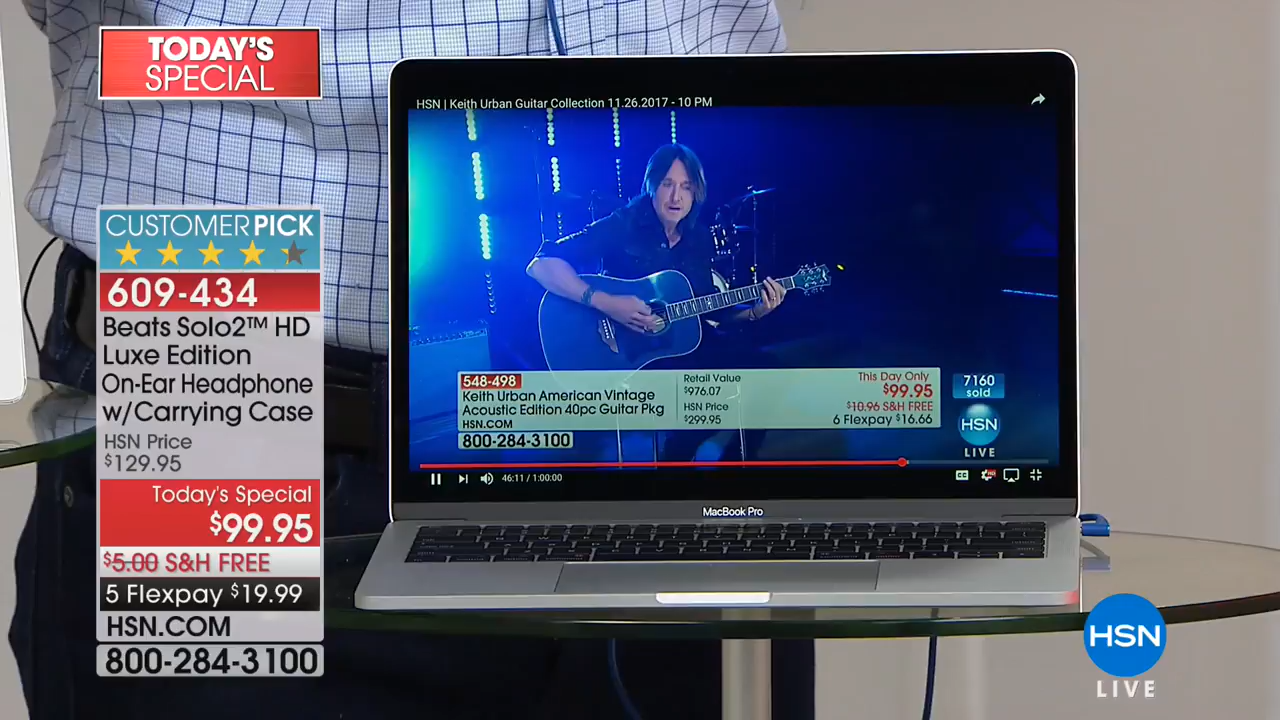 TODAY'S
SPECIAL
CUSTOMER PICK
609-434
Beats Solo2™ HD
Luxe Edition
On-Ear Headphone
w/Carrying Case
HSN Price
$129.95
Today's Special
$99.95
$5.00 S&H FREE
5 Flexpay $19.99
HSN.COM
800-284-3100
HSN | Keith Urban Guitar Collection 11.26.2017 - 10 PM
548-498
Keith Urban American Vintage
Acoustic Edition 40pc Guitar Pkg
HSN.COM
800-284-3100
Retail Value
$976.07
HSN Price
$299.95
This Day Only
$99.95
$10.96 S&H FREE
6 Flexpay $16.66
7160
sold
HSN
LIVE
46:11 / 1:00:00
MacBook Pro
HSN
LIVE